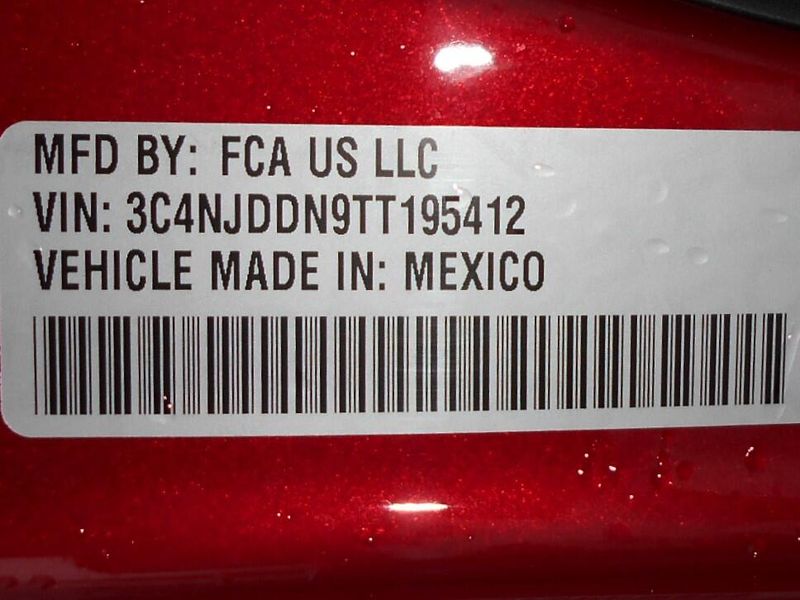 MFD BY: FCA US LLC
VIN: 3C4NJDDN9TT195412
VEHICLE MADE IN: MEXICO